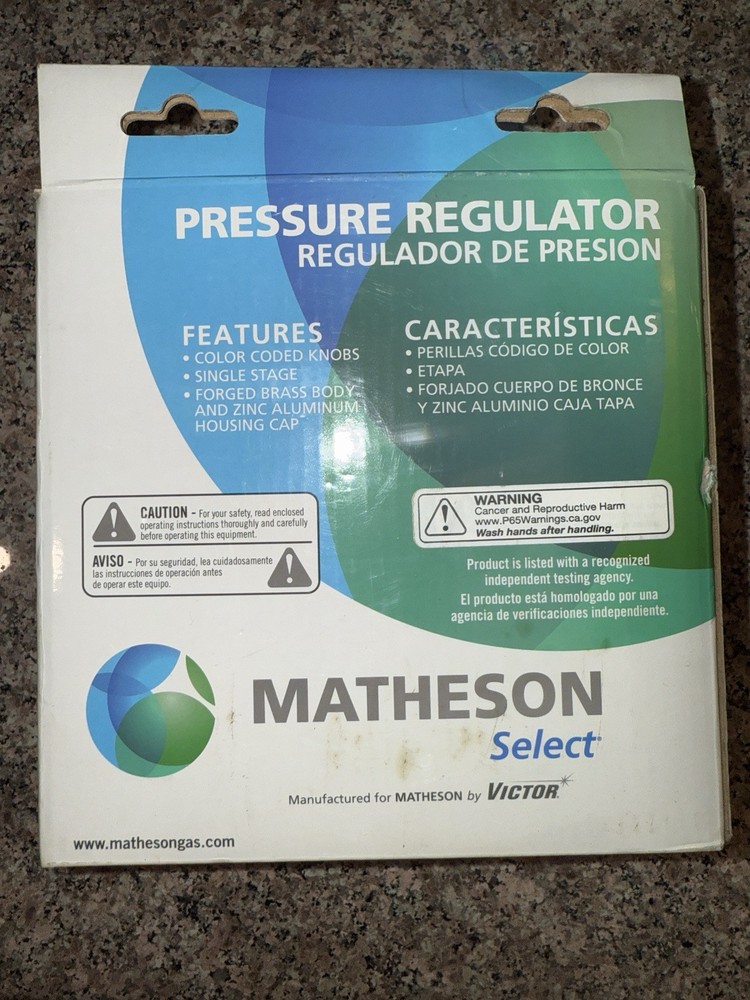 PRESSURE REGULATOR
REGULADOR DE PRESION
FEATURES
• COLOR CODED KNOBS
• SINGLE STAGE
• FORGED BRASS BODY
AND ZINC ALUMINUM
HOUSING CAP
CARACTERÍSTICAS
• PERILLAS CÓDIGO DE COLOR
• ETAPA
• FORJADO CUERPO DE BRONCE
Y ZINC ALUMINIO CAJA TAPA
CAUTION - For your safety, read enclosed
operating instructions thoroughly and carefully
before operating this equipment.
AVISO - Por su seguridad, lea cuidadosamente
las instrucciones de operación antes
de operar este equipo.
WARNING
Cancer and Reproductive Harm
www.P65Warnings.ca.gov
Wash hands after handling.
Product is listed with a recognized
independent testing agency.
El producto está homologado por una
agencia de verificaciones independiente.
MATHESON
Select
Manufactured for MATHESON by VICTOR
www.mathesongas.com